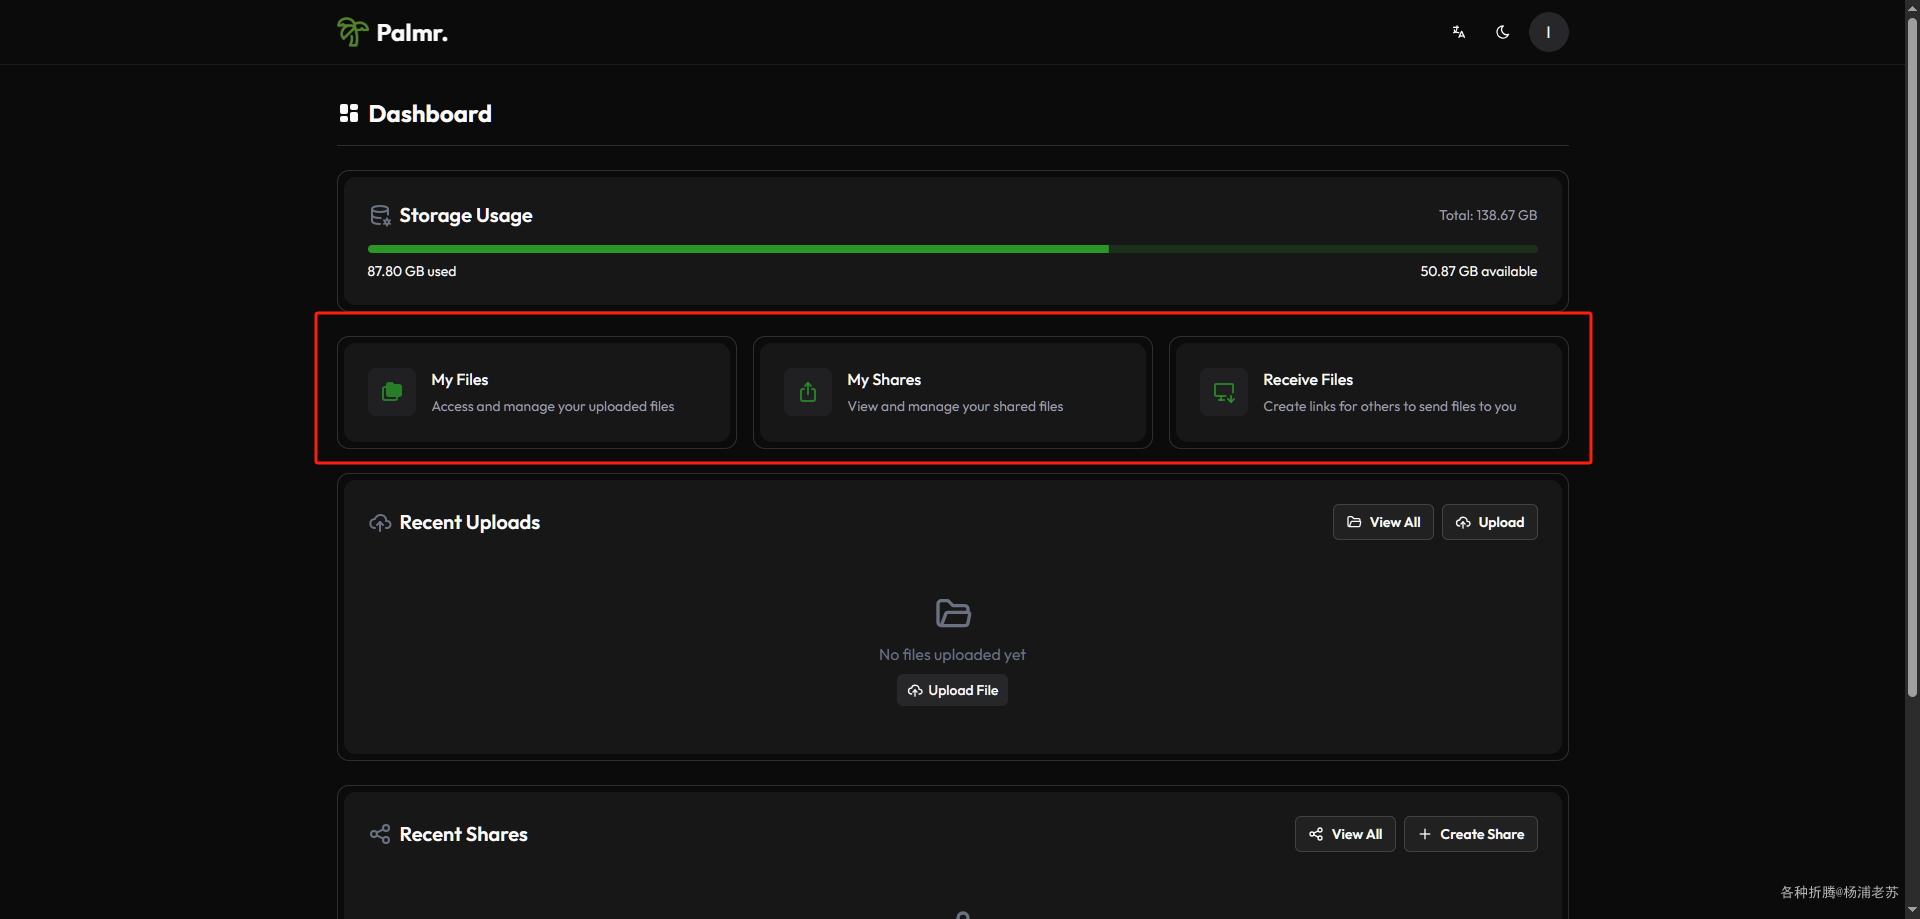 Palmr.
I
Dashboard
Storage Usage
Total: 138.67 GB
87.80 GB used
50.87 GB available
My Files
Access and manage your uploaded files
My Shares
View and manage your shared files
Receive Files
Create links for others to send files to you
Recent Uploads
View All
Upload
No files uploaded yet
Upload File
Recent Shares
View All
Create Share
各种折腾@杨浦老苏